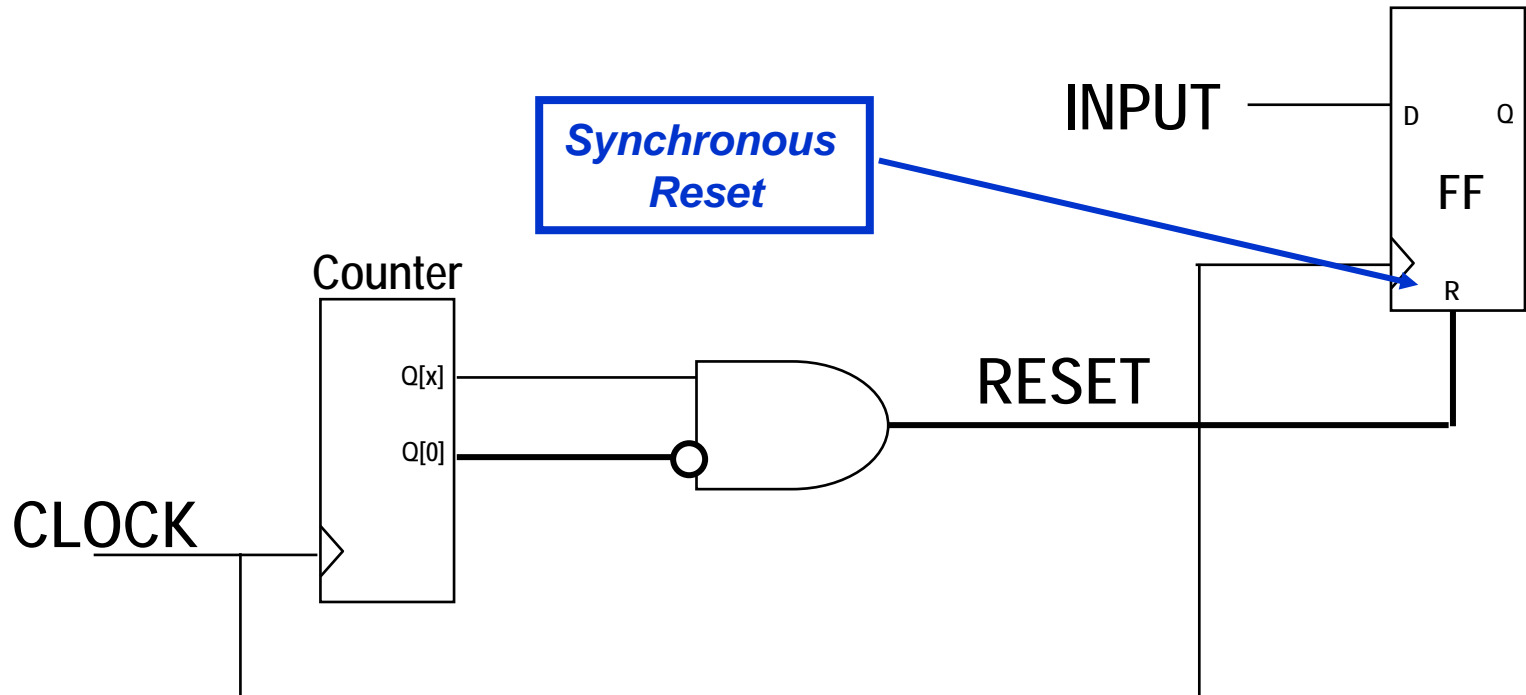 INPUT
D
Q
FF
R
Synchronous
Reset
Counter
Q[x]
Q[0]
RESET
CLOCK